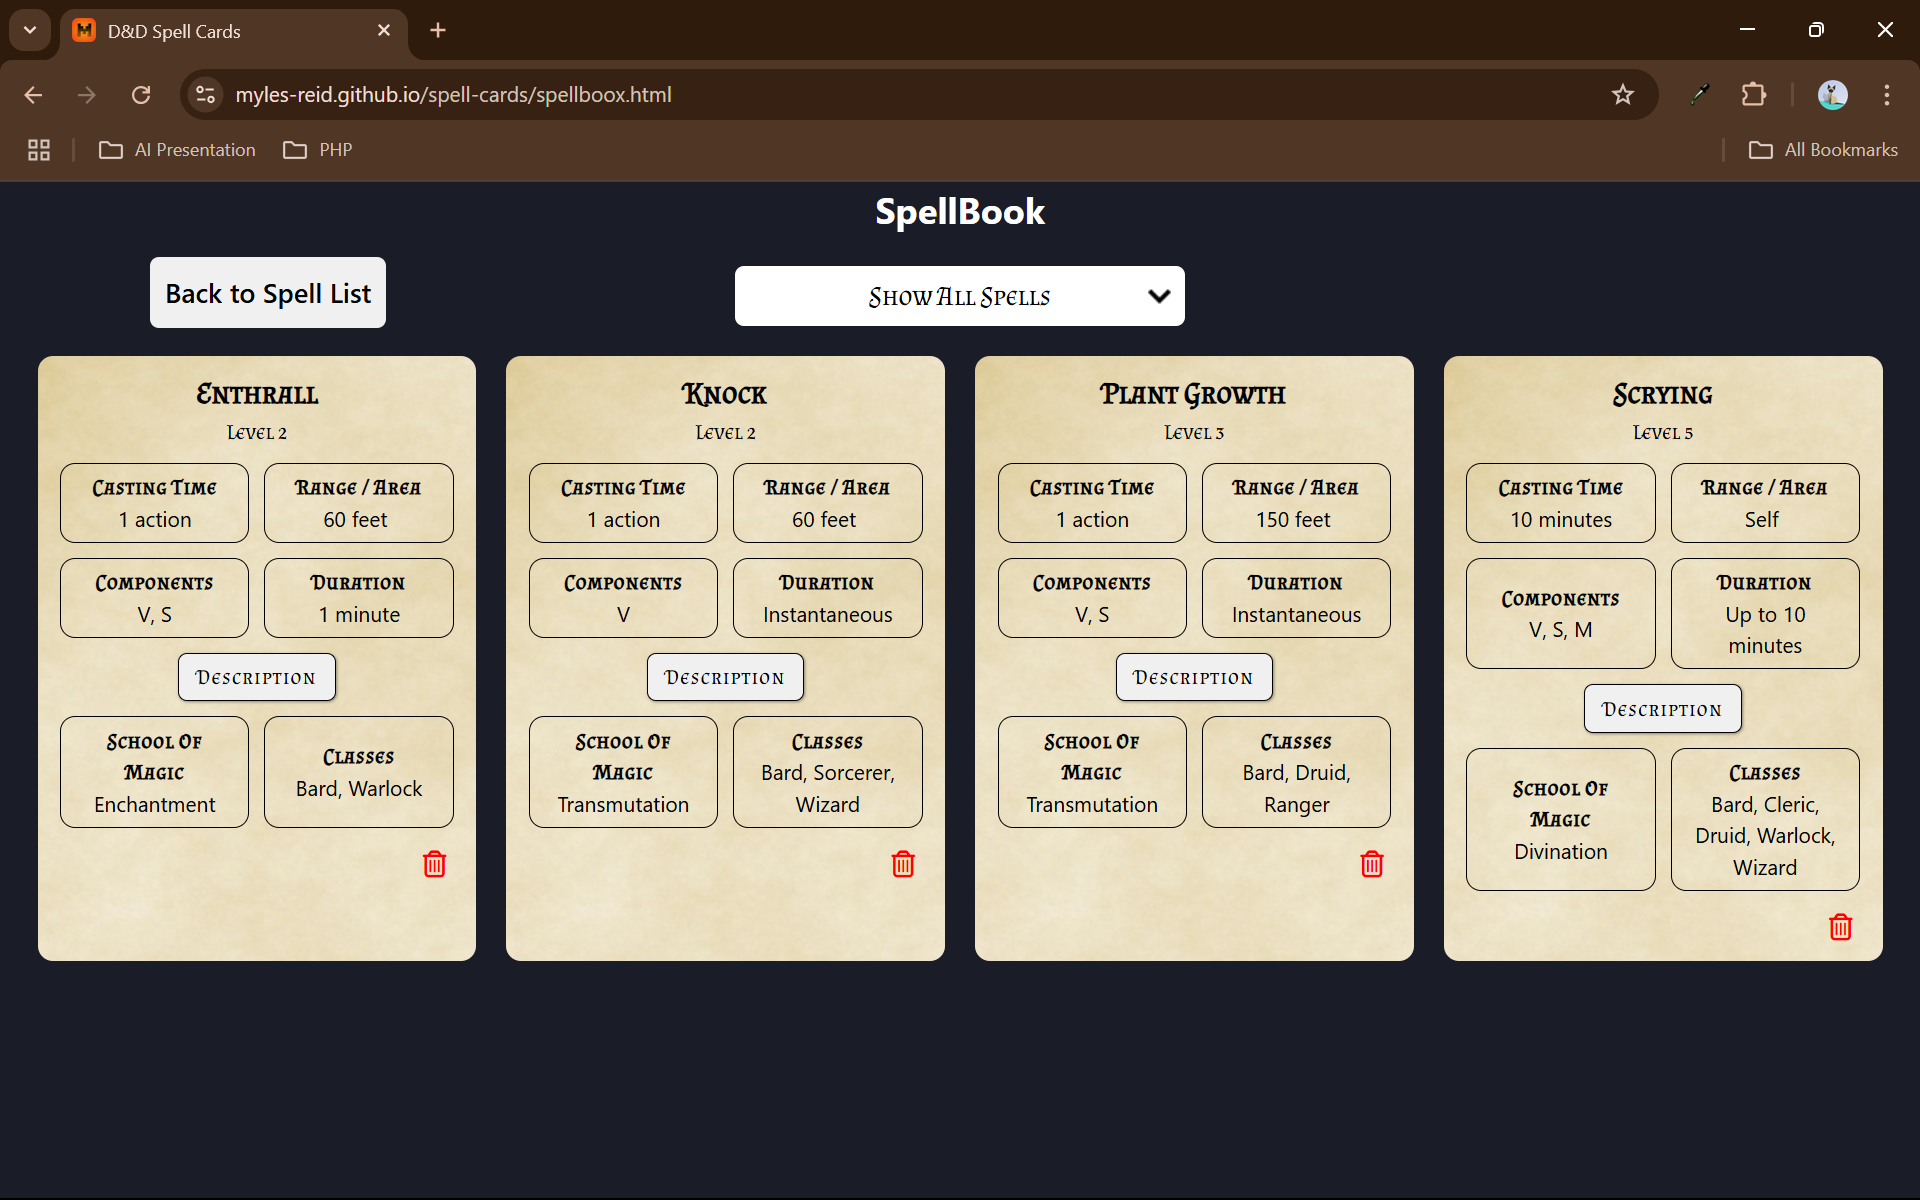 D&D Spell Cards
myles-reid.github.io/spell-cards/spellboox.html
AI Presentation
PHP
All Bookmarks
SpellBook
Back to Spell List
Show All Spells
Enthrall
Level 2
Casting Time
1 action
Range / Area
60 feet
Components
V, S
Duration
1 minute
Description
School Of
Magic
Enchantment
Classes
Bard, Warlock
Knock
Level 2
Casting Time
1 action
Range / Area
60 feet
Components
V
Duration
Instantaneous
Description
School Of
Magic
Transmutation
Classes
Bard, Sorcerer,
Wizard
Plant Growth
Level 3
Casting Time
1 action
Range / Area
150 feet
Components
V, S
Duration
Instantaneous
Description
School Of
Magic
Transmutation
Classes
Bard, Druid,
Ranger
Scrying
Level 5
Casting Time
10 minutes
Range / Area
Self
Components
V, S, M
Duration
Up to 10
minutes
Description
School Of
Magic
Divination
Classes
Bard, Cleric,
Druid, Warlock,
Wizard